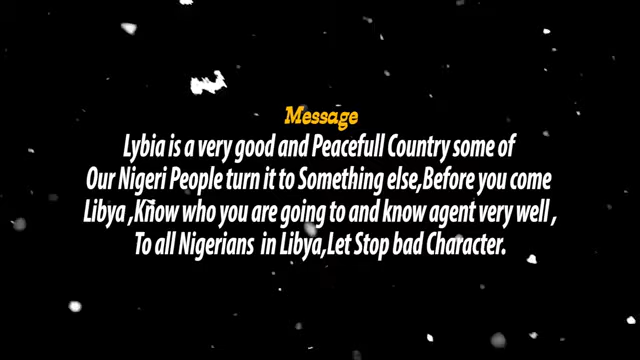 Message
Lybia is a very good and Peacefull Country some of
Our Nigeri People turn it to Something else,Before you come
Libya ,Kñow who you are going to and know agent very well ,
To all Nigerians in Libya,Let Stop bad Character.